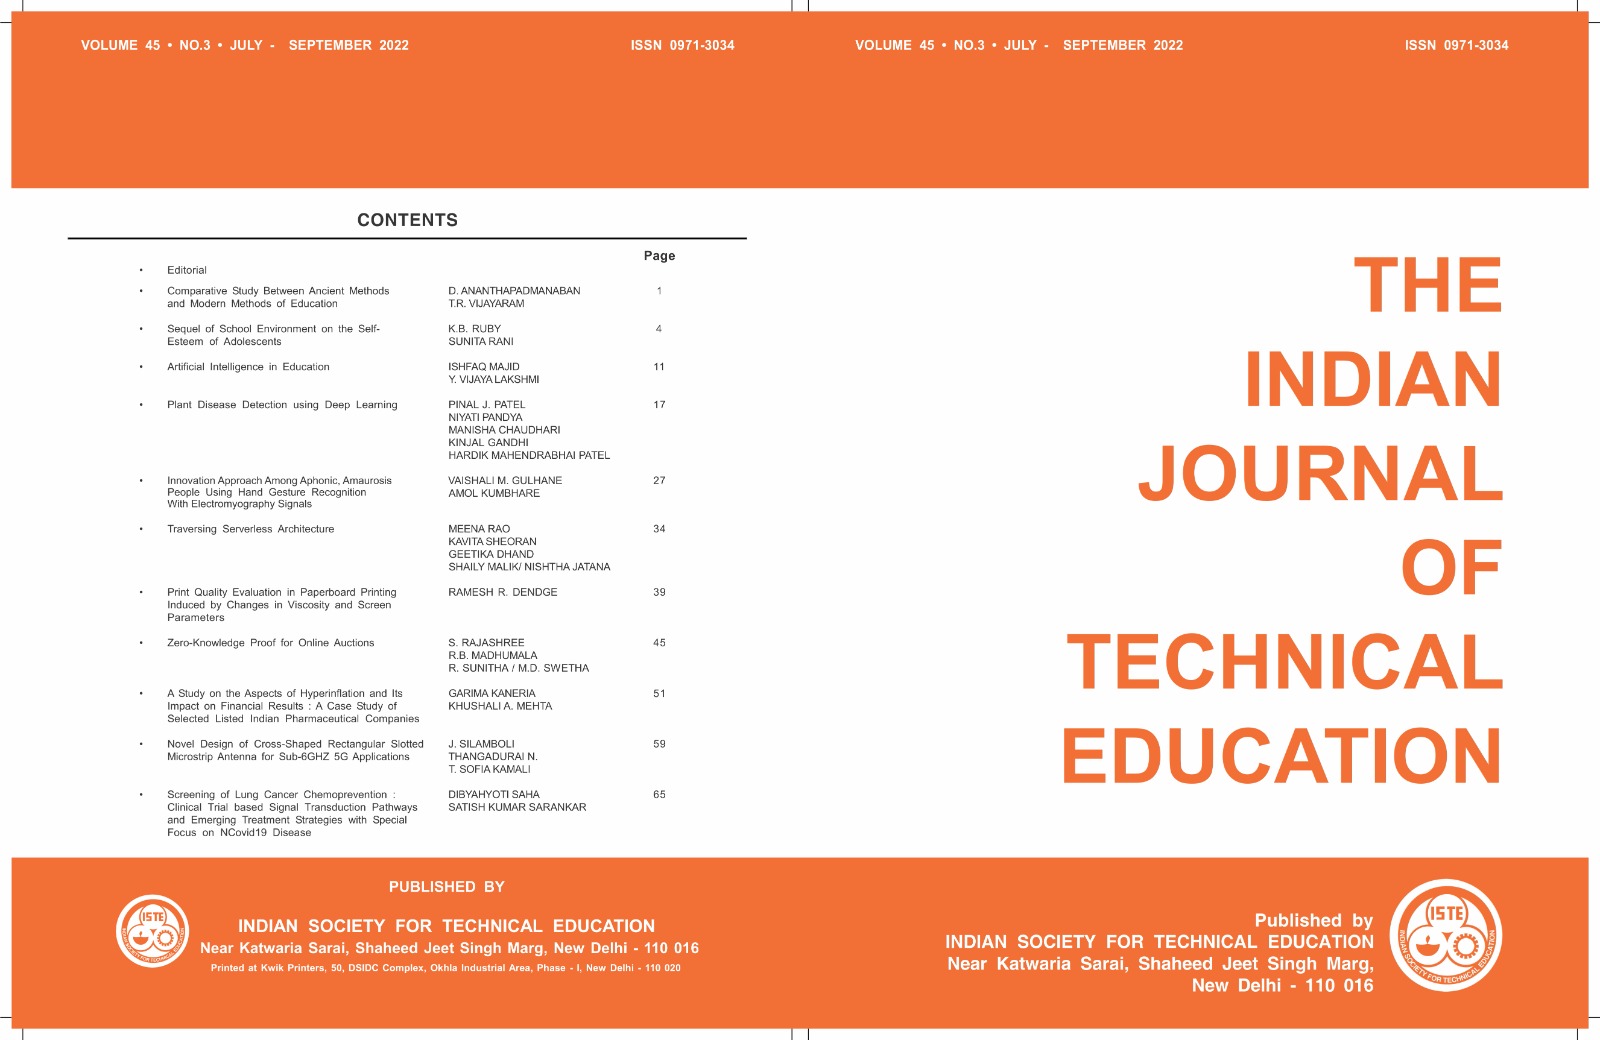 VOLUME 45 • NO.3 • JULY - SEPTEMBER 2022
ISSN 0971-3034
CONTENTS
Page
• Editorial
• Comparative Study Between Ancient Methods D. ANANTHAPADMANABAN 1
and Modern Methods of Education T.R. VIJAYARAM
• Sequel of School Environment on the Self- K.B. RUBY 4
Esteem of Adolescents SUNITA RANI
• Artificial Intelligence in Education ISHFAQ MAJID 11
Y. VIJAYA LAKSHMI
• Plant Disease Detection using Deep Learning PINAL J. PATEL 17
NIYATI PANDYA
MANISHA CHAUDHARI
KINJAL GANDHI
HARDIK MAHENDRABHAI PATEL
• Innovation Approach Among Aphonic, Amaurosis VAISHALI M. GULHANE 27
People Using Hand Gesture Recognition AMOL KUMBHARE
With Electromyography Signals
• Traversing Serverless Architecture MEENA RAO 34
KAVITA SHEORAN
GEETIKA DHAND
SHAILY MALIK/ NISHTHA JATANA
• Print Quality Evaluation in Paperboard Printing RAMESH R. DENDGE 39
Induced by Changes in Viscosity and Screen
Parameters
• Zero-Knowledge Proof for Online Auctions S. RAJASHREE 45
R.B. MADHUMALA
R. SUNITHA / M.D. SWETHA
• A Study on the Aspects of Hyperinflation and Its GARIMA KANERIA 51
Impact on Financial Results : A Case Study of KHUSHALI A. MEHTA
Selected Listed Indian Pharmaceutical Companies
• Novel Design of Cross-Shaped Rectangular Slotted J. SILAMBOLI 59
Microstrip Antenna for Sub-6GHZ 5G Applications THANGADURAI N.
T. SOFIA KAMALI
• Screening of Lung Cancer Chemoprevention : DIBYAHYOTI SAHA 65
Clinical Trial based Signal Transduction Pathways SATISH KUMAR SARANKAR
and Emerging Treatment Strategies with Special
Focus on NCovid19 Disease
PUBLISHED BY
ISTE
INDIAN SOCIETY FOR TECHNICAL EDUCATION
INDIAN SOCIETY FOR TECHNICAL EDUCATION
Near Katwaria Sarai, Shaheed Jeet Singh Marg, New Delhi - 110 016
Printed at Kwik Printers, 50, DSIDC Complex, Okhla Industrial Area, Phase - I, New Delhi - 110 020
VOLUME 45 • NO.3 • JULY - SEPTEMBER 2022
ISSN 0971-3034
THE
INDIAN
JOURNAL
OF
TECHNICAL
EDUCATION
Published by
INDIAN SOCIETY FOR TECHNICAL EDUCATION
Near Katwaria Sarai, Shaheed Jeet Singh Marg,
New Delhi - 110 016
ISTE
INDIAN SOCIETY FOR TECHNICAL EDUCATION